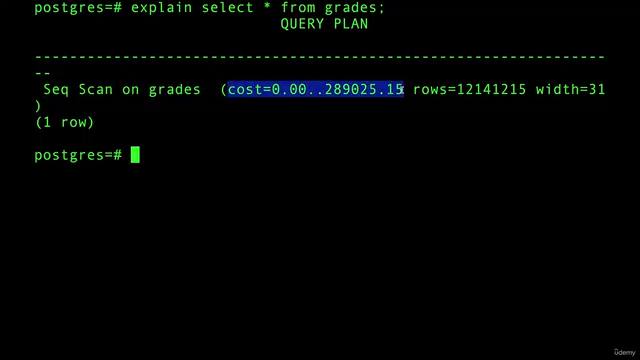 postgres=# explain select * from grades;
QUERY PLAN
-----------------------------------------------------------------
--
Seq Scan on grades  (cost=0.00..289025.15 rows=12141215 width=31
)
(1 row)
postgres=#
ûdemy